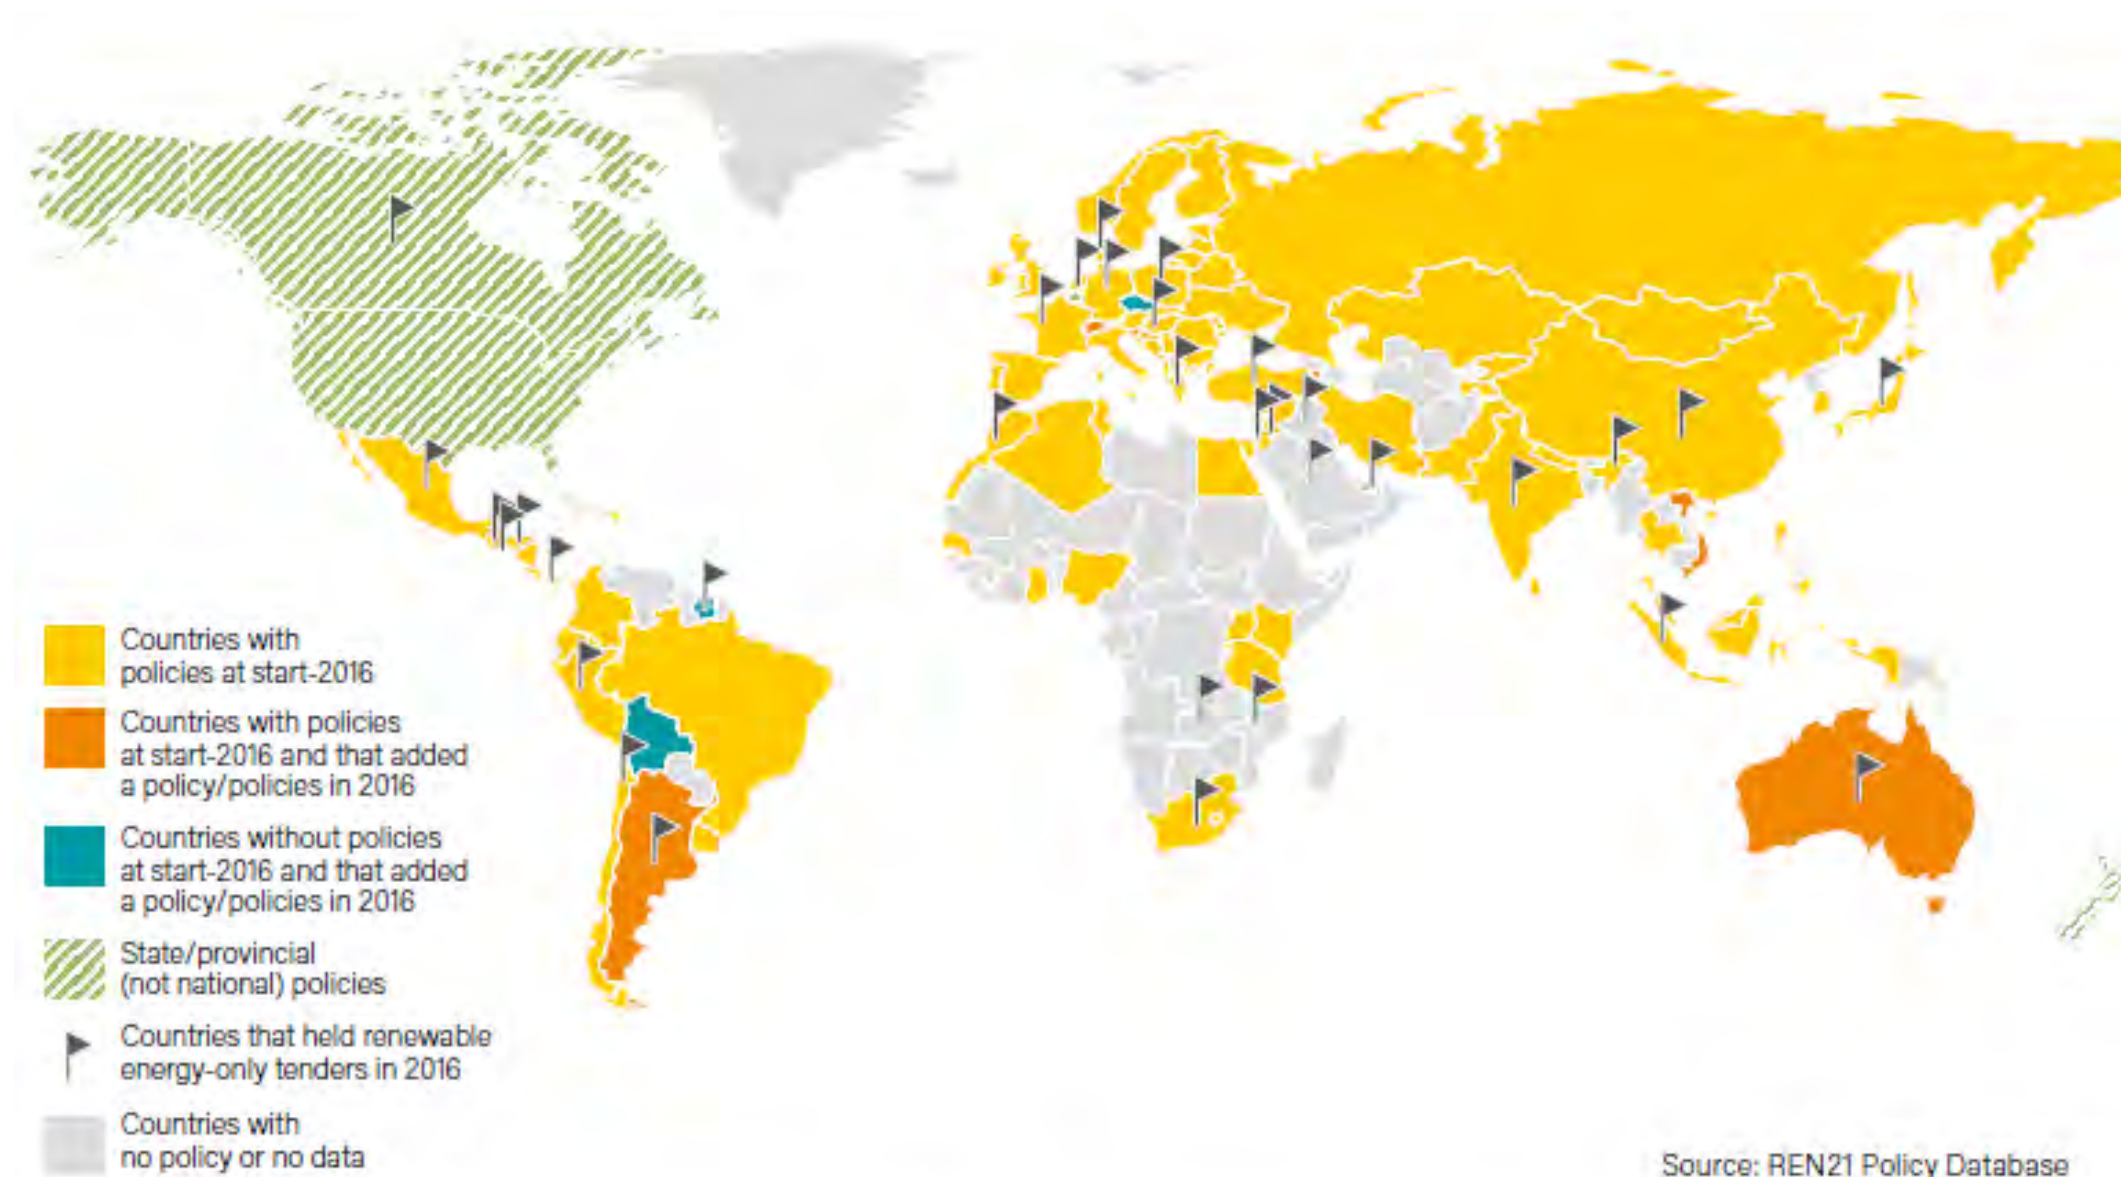 Countries with
policies at start-2016
Countries with policies
at start-2016 and that added
a policy/policies in 2016
Countries without policies
at start-2016 and that added
a policy/policies in 2016
State/provincial
(not national) policies
Countries that held renewable
energy-only tenders in 2016
Countries with
no policy or no data
Source: REN21 Policy Database